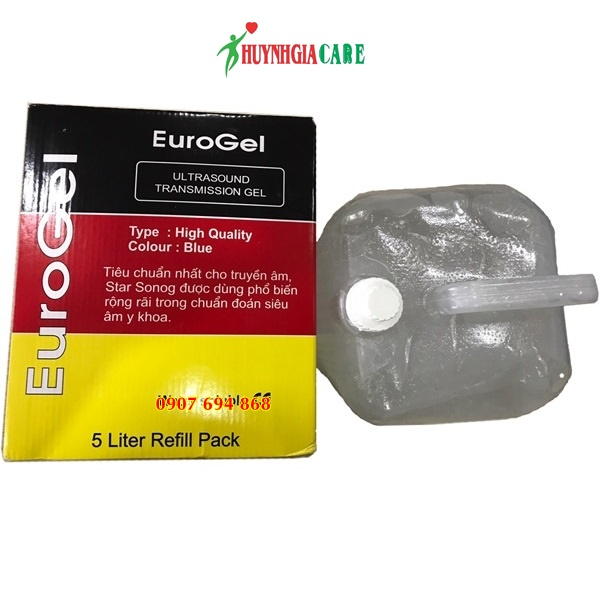 HUYNHGIACARE
EuroGel
EuroGel
ULTRASOUND
TRANSMISSION GEL
Type : High Quality
Colour : Blue
Tiêu chuẩn nhất cho truyền âm,
Star Sonog được dùng phổ biến
rộng rãi trong chuẩn đoán siêu
âm y khoa.
0907 694 868
5 Liter Refill Pack